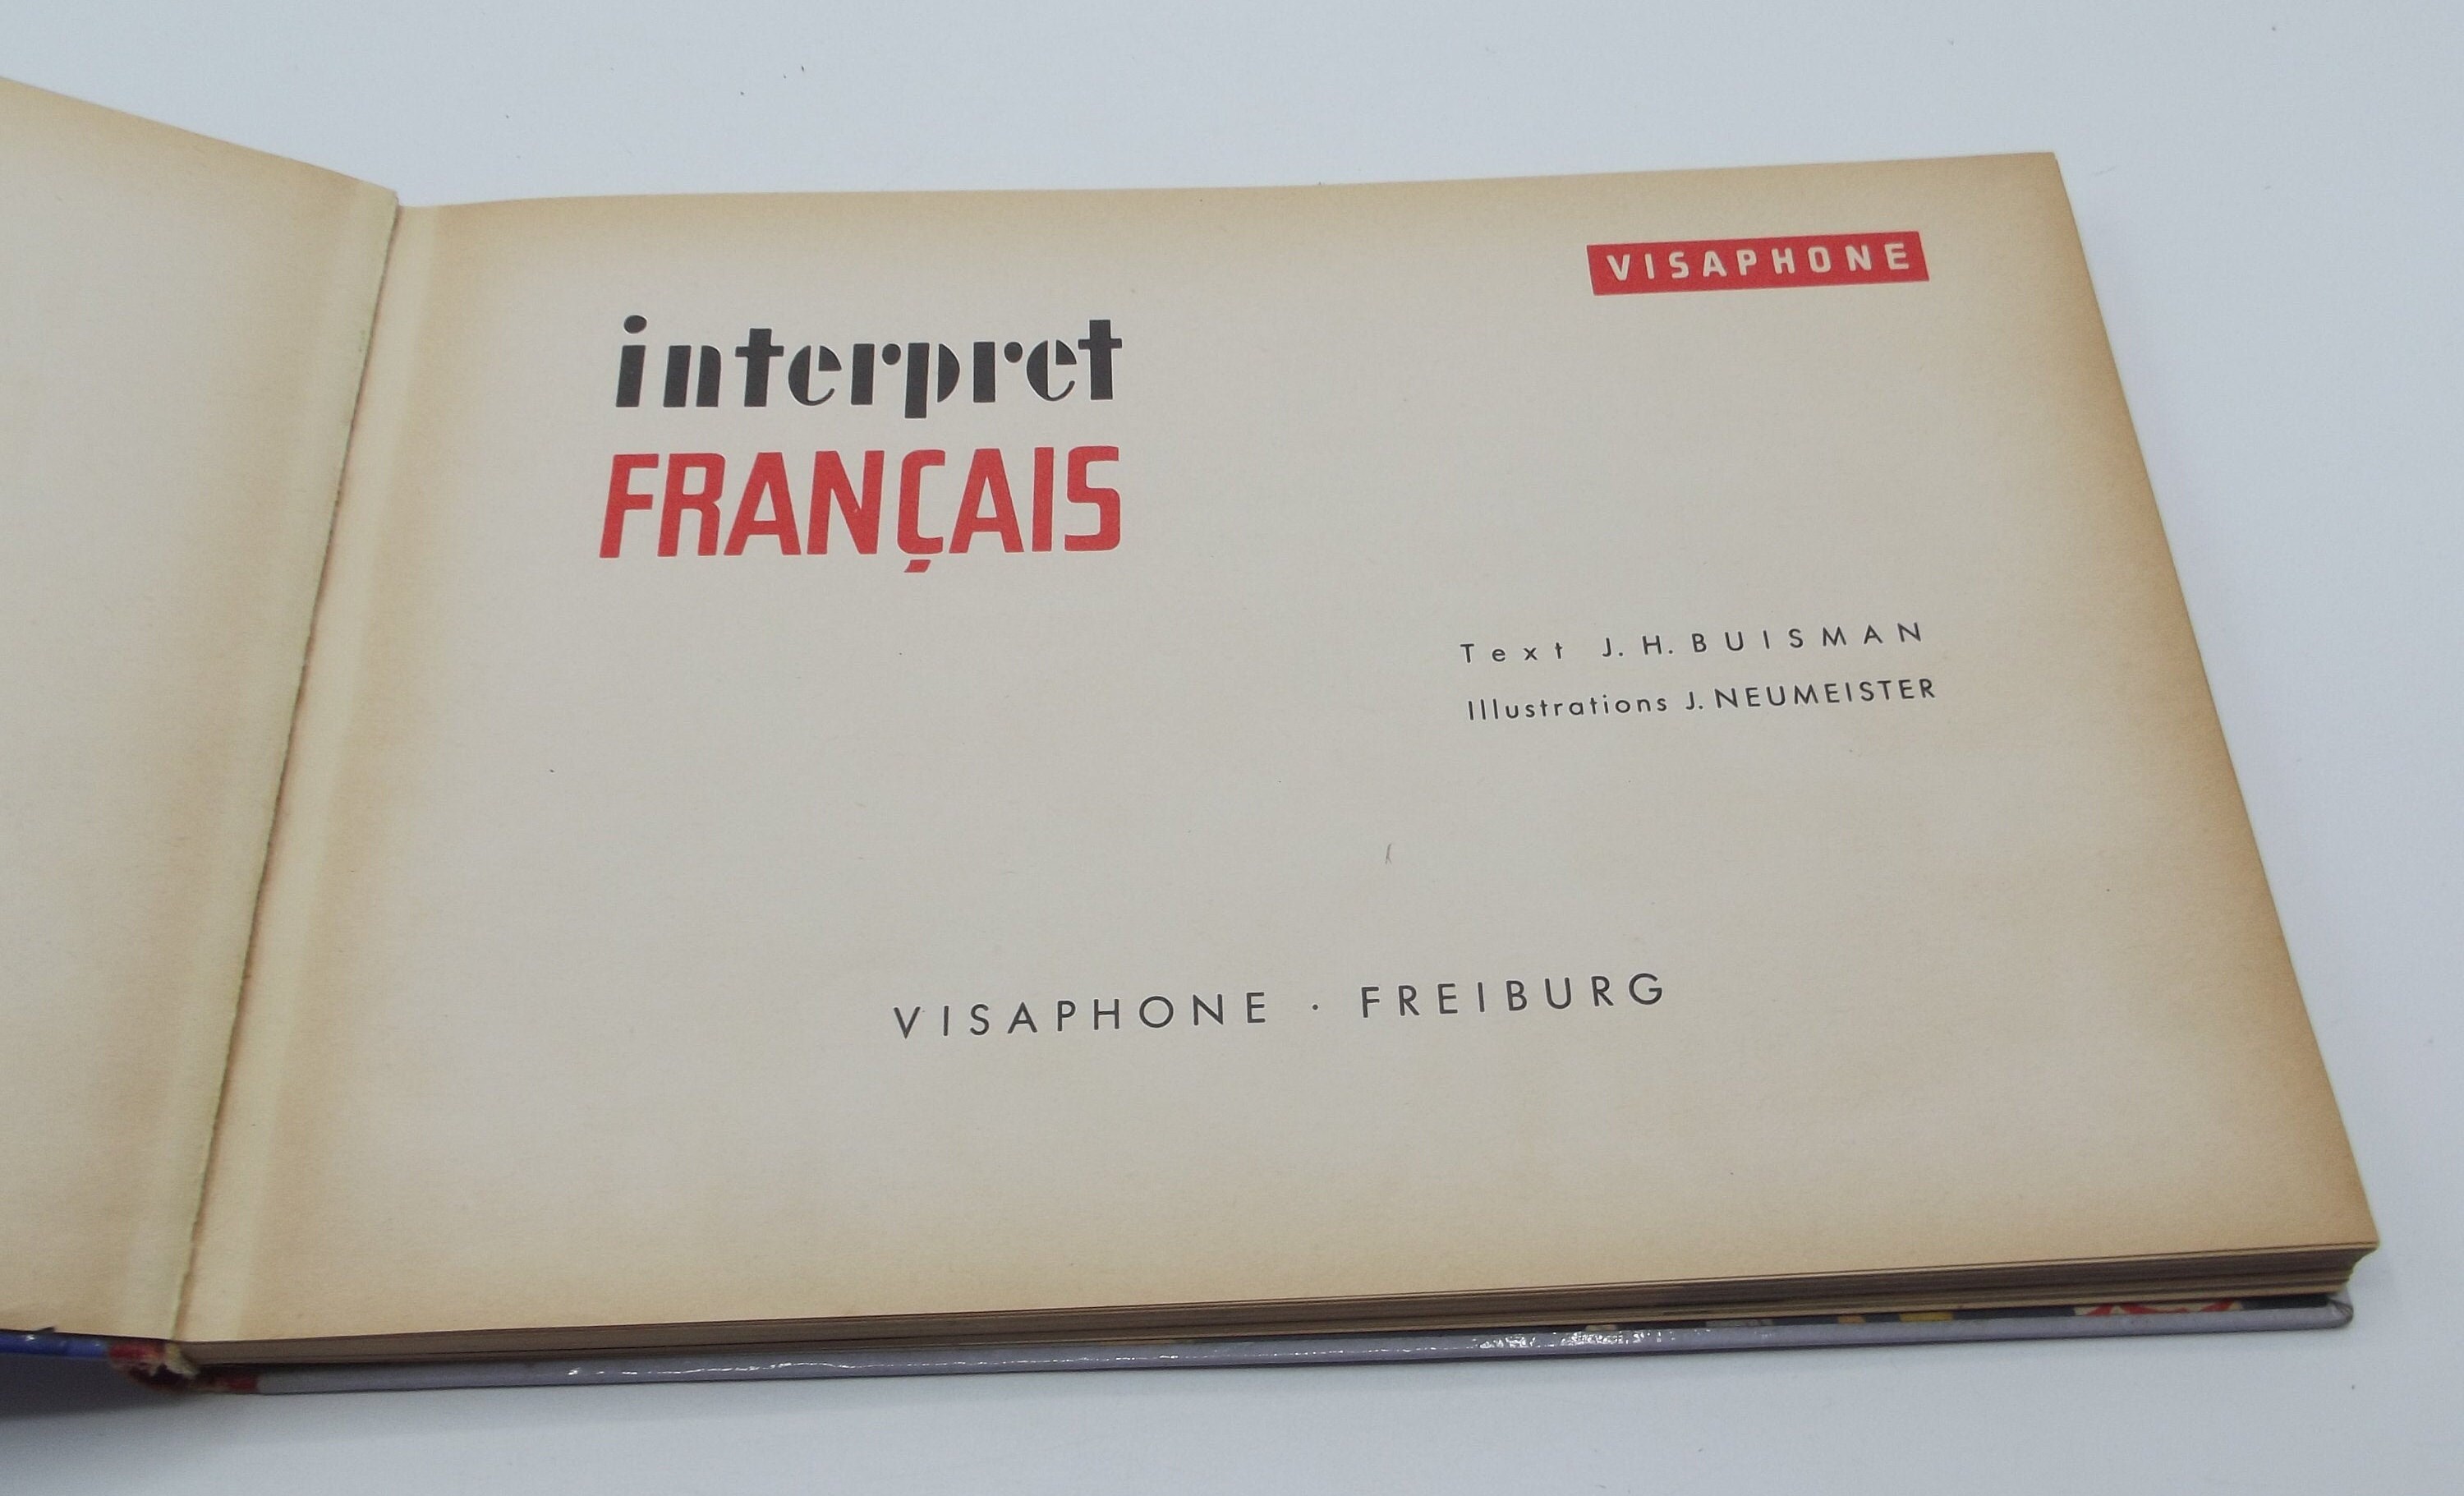 VISAPHONE
interpret
FRANÇAIS
Text J. H. BUISMAN
Illustrations J. NEUMEISTER
VISAPHONE · FREIBURG